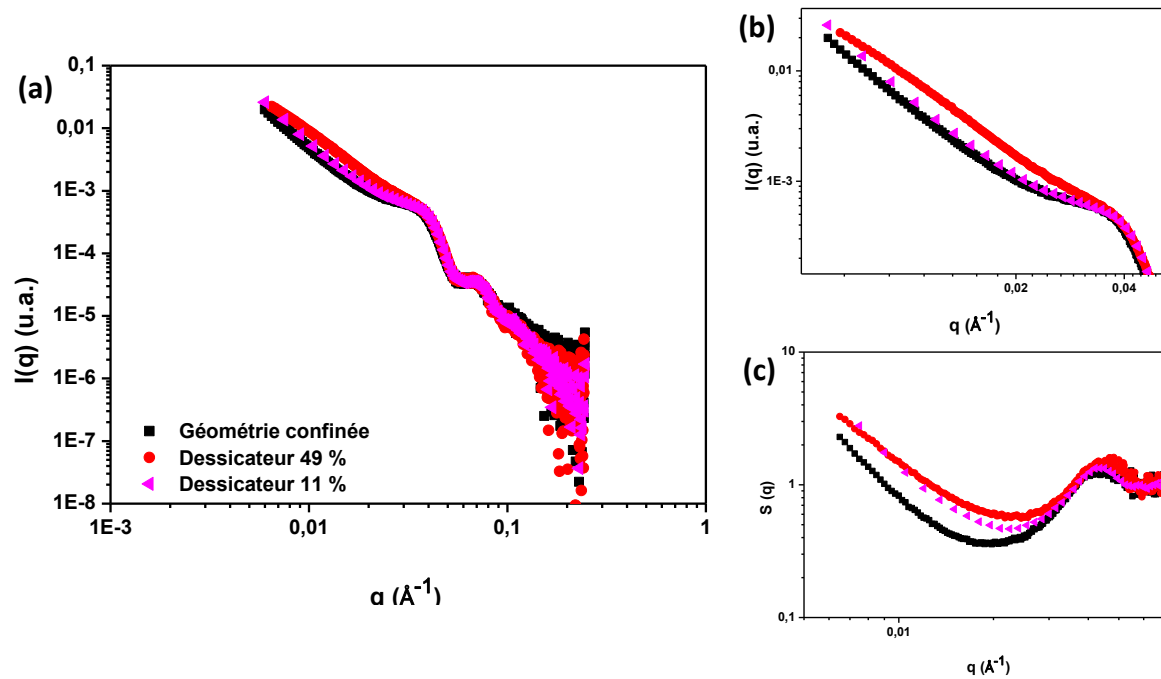 (a)
0,1
0,01
1E-3
1E-4
1E-5
1E-6
1E-7
1E-8
I(q) (u.a.)
Géométrie confinée
Dessicateur 49 %
Dessicateur 11 %
1E-3
0,01
0,1
1
q (Å-1)
(b)
0,01
1E-3
I(q) (u.a.)
0,02
0,04
q (Å-1)
(c)
10
1
0,1
S (q)
0,01
q (Å-1)